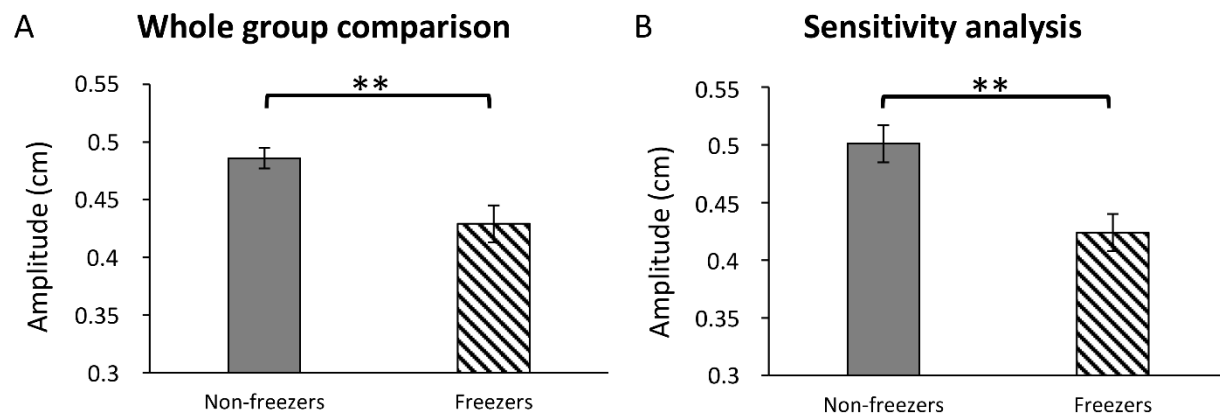 A Whole group comparison
**
0.55
0.5
0.45
0.4
0.35
0.3
Amplitude (cm)
Non-freezers Freezers
B Sensitivity analysis
**
0.55
0.5
0.45
0.4
0.35
0.3
Amplitude (cm)
Non-freezers Freezers